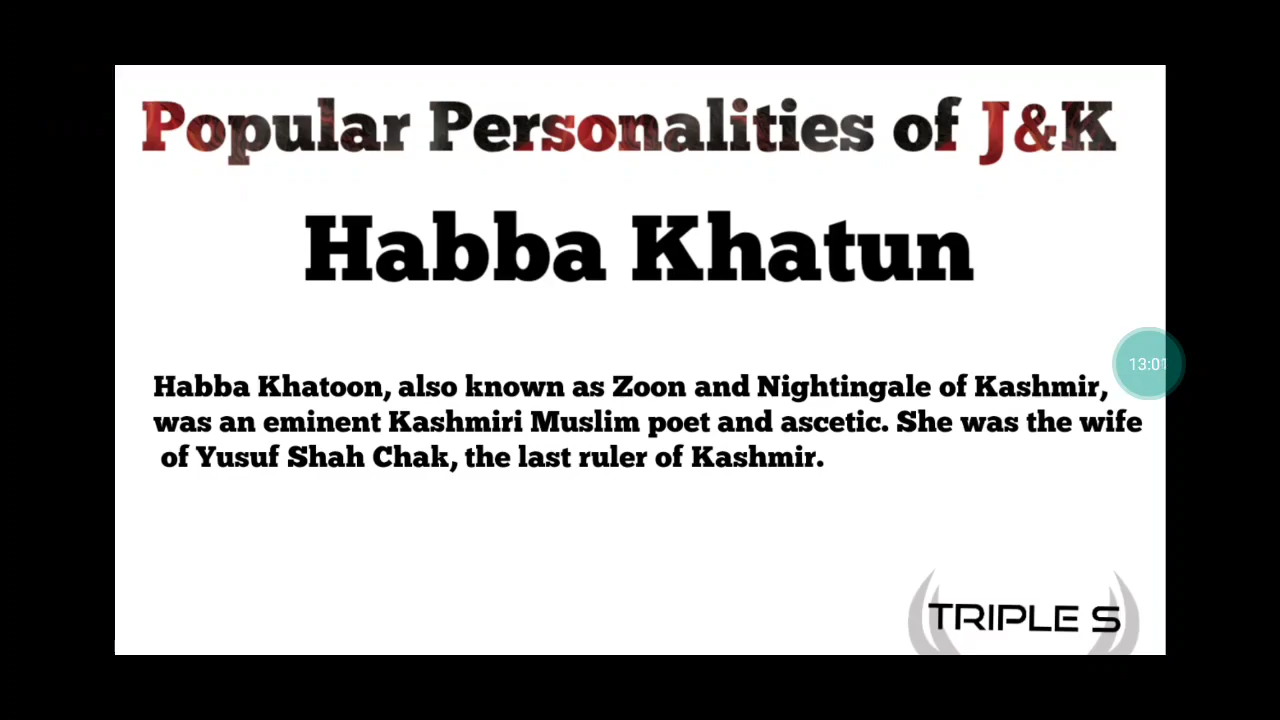 Popular Personalities of J&K
Habba Khatun
Habba Khatoon, also known as Zoon and Nightingale of Kashmir,
was an eminent Kashmiri Muslim poet and ascetic. She was the wife
of Yusuf Shah Chak, the last ruler of Kashmir.
13:01
TRIPLE S